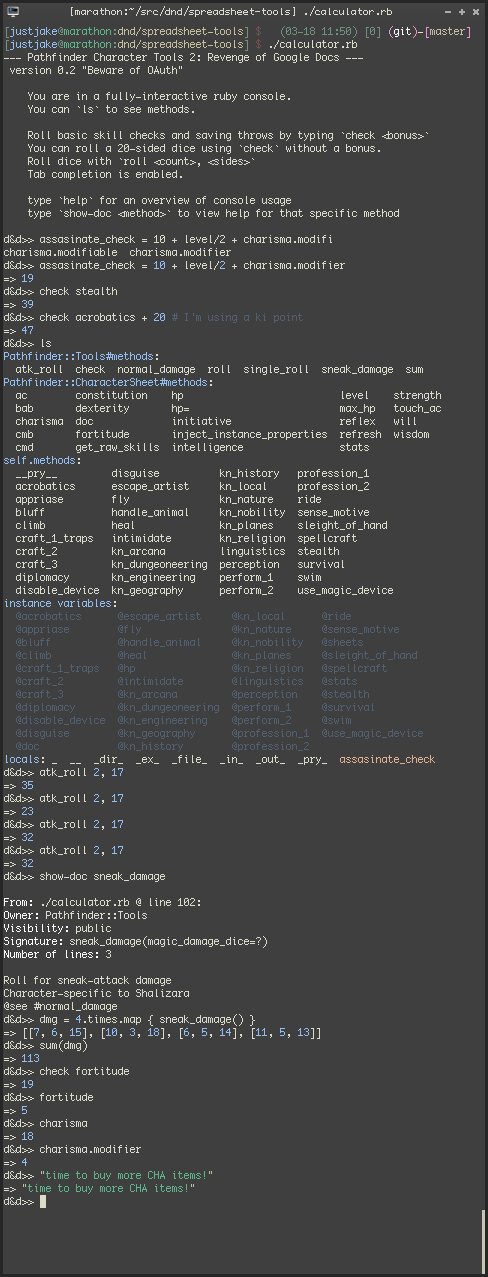 [marathon:~/src/dnd/spreadsheet-tools] ./calculator.rb
[justjake@marathon:dnd/spreadsheet-tools] $   (03-18 11:50) [0] (git)-[master]
[justjake@marathon:dnd/spreadsheet-tools] $ ./calculator.rb
--- Pathfinder Character Tools 2: Revenge of Google Docs ---
version 0.2 "Beware of OAuth"
You are in a fully-interactive ruby console.
You can `ls` to see methods.
Roll basic skill checks and saving throws by typing `check <bonus>`
You can roll a 20-sided dice using `check` without a bonus.
Roll dice with `roll <count>, <sides>`
Tab completion is enabled.
type `help` for an overview of console usage
type `show-doc <method>` to view help for that specific method
d&d>> assasinate_check = 10 + level/2 + charisma.modifi
charisma.modifiable  charisma.modifier
d&d>> assasinate_check = 10 + level/2 + charisma.modifier
=> 19
d&d>> check stealth
=> 39
d&d>> check acrobatics + 20 # I'm using a ki point
=> 47
d&d>> ls
Pathfinder::Tools#methods:
atk_roll  check  normal_damage  roll  single_roll  sneak_damage  sum
Pathfinder::CharacterSheet#methods:
ac        constitution    hp                          level    strength
bab       dexterity       hp=                         max_hp   touch_ac
charisma  doc             initiative                  reflex   will
cmb       fortitude       inject_instance_properties  refresh  wisdom
cmd       get_raw_skills  intelligence                stats
self.methods:
__pry__         disguise          kn_history   profession_1
acrobatics      escape_artist     kn_local     profession_2
appriase        fly               kn_nature    ride
bluff           handle_animal     kn_nobility  sense_motive
climb           heal              kn_planes    sleight_of_hand
craft_1_traps   intimidate        kn_religion  spellcraft
craft_2         kn_arcana         linguistics  stealth
craft_3         kn_dungeoneering  perception   survival
diplomacy       kn_engineering    perform_1    swim
disable_device  kn_geography      perform_2    use_magic_device
instance variables:
@acrobatics      @escape_artist     @kn_local      @ride
@appriase        @fly               @kn_nature     @sense_motive
@bluff           @handle_animal     @kn_nobility   @sheets
@climb           @heal              @kn_planes     @sleight_of_hand
@craft_1_traps   @hp                @kn_religion   @spellcraft
@craft_2         @intimidate        @linguistics   @stats
@craft_3         @kn_arcana         @perception    @stealth
@diplomacy       @kn_dungeoneering  @perform_1     @survival
@disable_device  @kn_engineering    @perform_2     @swim
@disguise        @kn_geography      @profession_1  @use_magic_device
@doc             @kn_history        @profession_2
locals: _  __  _dir_  _ex_  _file_  _in_  _out_  _pry_  assasinate_check
d&d>> atk_roll 2, 17
=> 35
d&d>> atk_roll 2, 17
=> 23
d&d>> atk_roll 2, 17
=> 32
d&d>> atk_roll 2, 17
=> 32
d&d>> show-doc sneak_damage
From: ./calculator.rb @ line 102:
Owner: Pathfinder::Tools
Visibility: public
Signature: sneak_damage(magic_damage_dice=?)
Number of lines: 3
Roll for sneak-attack damage
Character-specific to Shalizara
@see #normal_damage
d&d>> dmg = 4.times.map { sneak_damage() }
=> [[7, 6, 15], [10, 3, 18], [6, 5, 14], [11, 5, 13]]
d&d>> sum(dmg)
=> 113
d&d>> check fortitude
=> 19
d&d>> fortitude
=> 5
d&d>> charisma
=> 18
d&d>> charisma.modifier
=> 4
d&d>> "time to buy more CHA items!"
=> "time to buy more CHA items!"
d&d>>